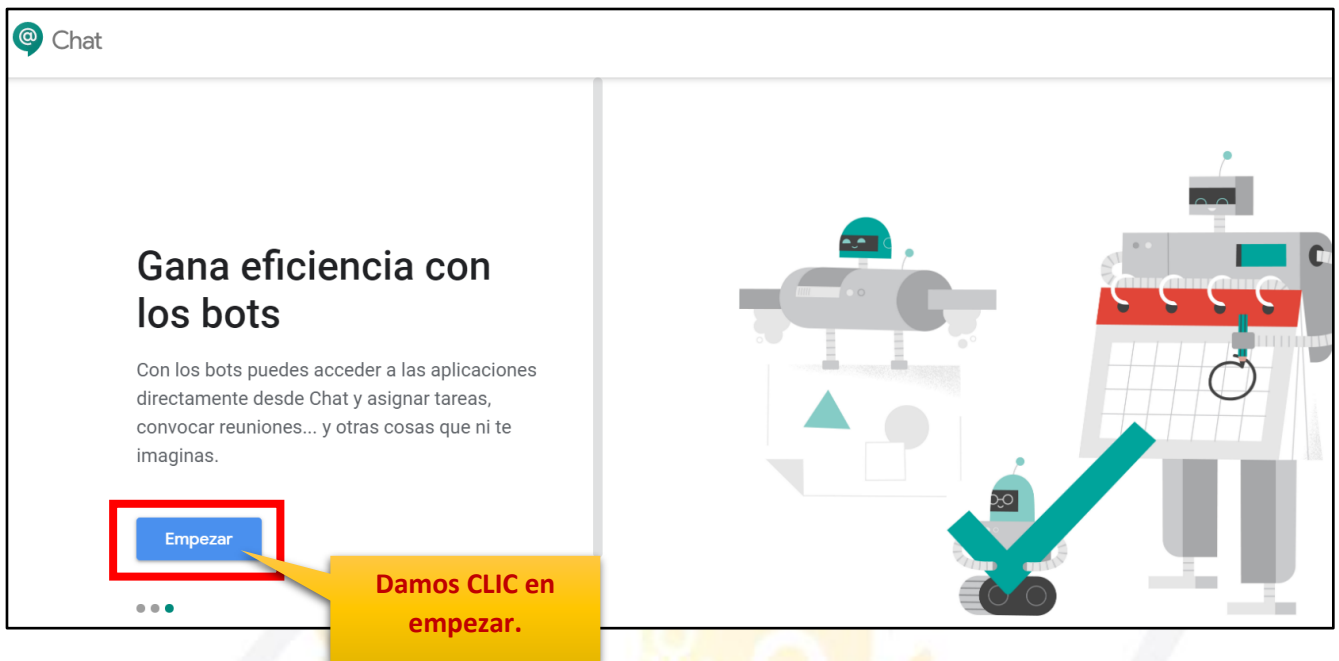 Chat
Gana eficiencia con
los bots
Con los bots puedes acceder a las aplicaciones
directamente desde Chat y asignar tareas,
convocar reuniones... y otras cosas que ni te
imaginas.
Empezar
Damos CLIC en
empezar.